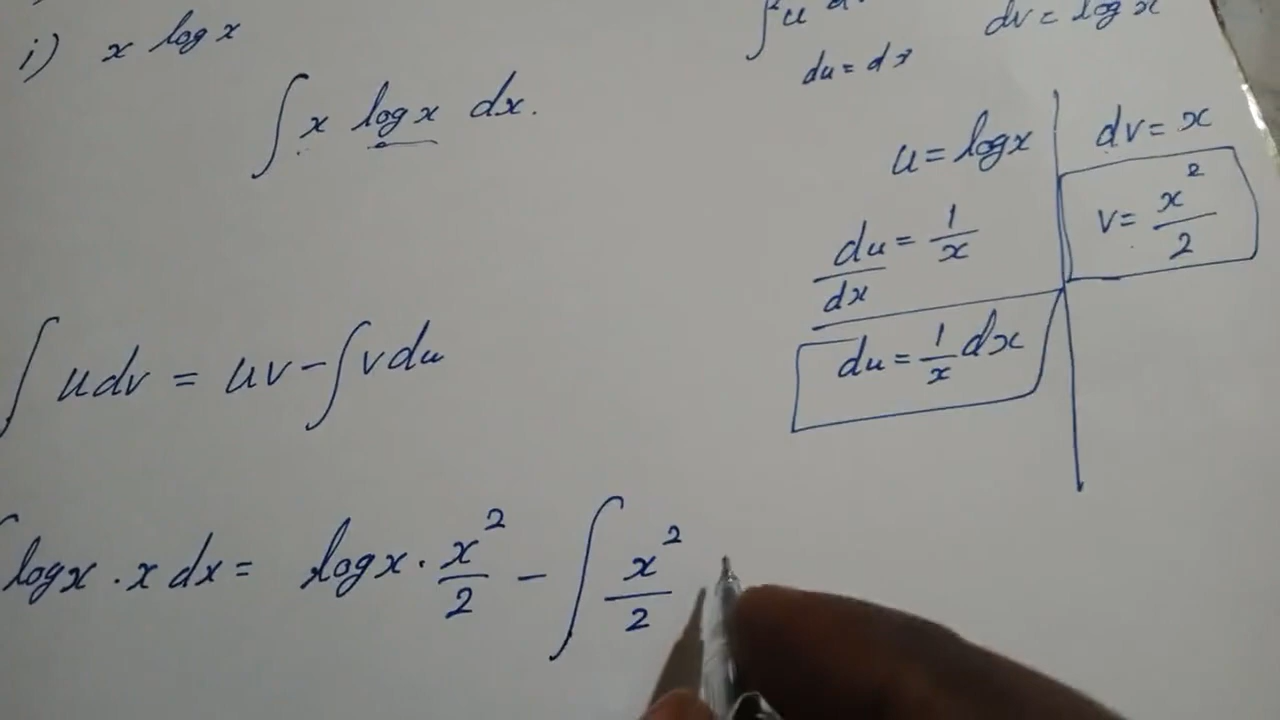 i) x log x
∫ x log x dx.
∫ u
dv = log x
du = dx
u = log x
dv = x
du/dx = 1/x
v = x²/2
du = 1/x dx
∫ u dv = uv - ∫ v du
∫ log x . x dx = log x . x²/2 - ∫ x²/2